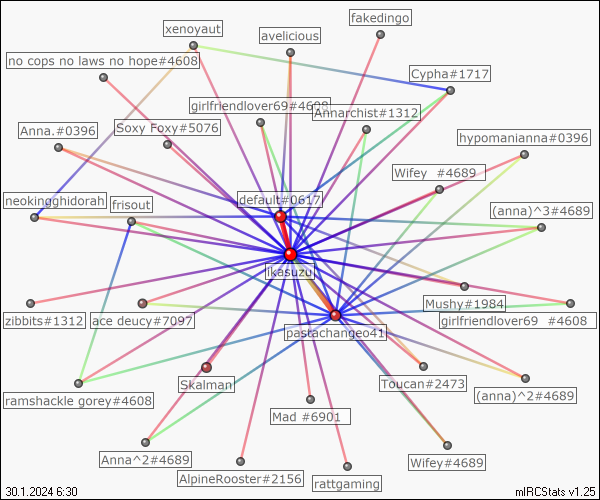 fakedingo
xenoyaut
avelicious
no cops no laws no hope#4608
Cypha#1717
girlfriendlover69#4608
Annarchist#1312
Anna.#0396
Soxy Foxy#5076
hypomanianna#0396
Wifey #4689
neokingghidorah
frisout
default#0617
(anna)^3#4689
ikasuzu
Mushy#1984
zibbits#1312
ace deucy#7097
girlfriendlover69 #4608
pastachangeo41
Skalman
Toucan#2473
(anna)^2#4689
ramshackle gorey#4608
Mad #6901
Anna^2#4689
Wifey#4689
AlpineRooster#2156
rattgaming
30.1.2024 6:30
mIRCStats v1.25